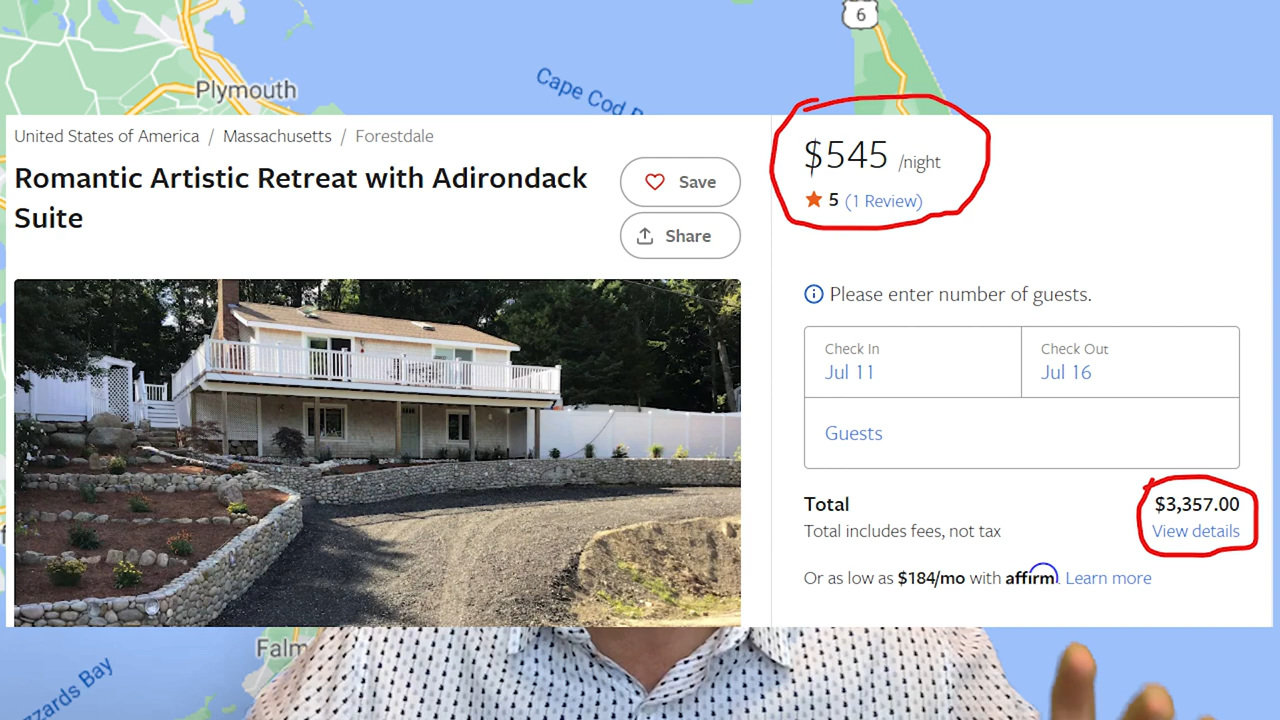 6
Plymouth
Cape Cod
United States of America / Massachusetts / Forestdale
Romantic Artistic Retreat with Adirondack
Suite
Save
Share
$545 /night
5 (1 Review)
Please enter number of guests.
Check In
Jul 11
Check Out
Jul 16
Guests
Total
$3,357.00
Total includes fees, not tax
View details
Or as low as $184/mo with affirm. Learn more
Falm
zzards Bay